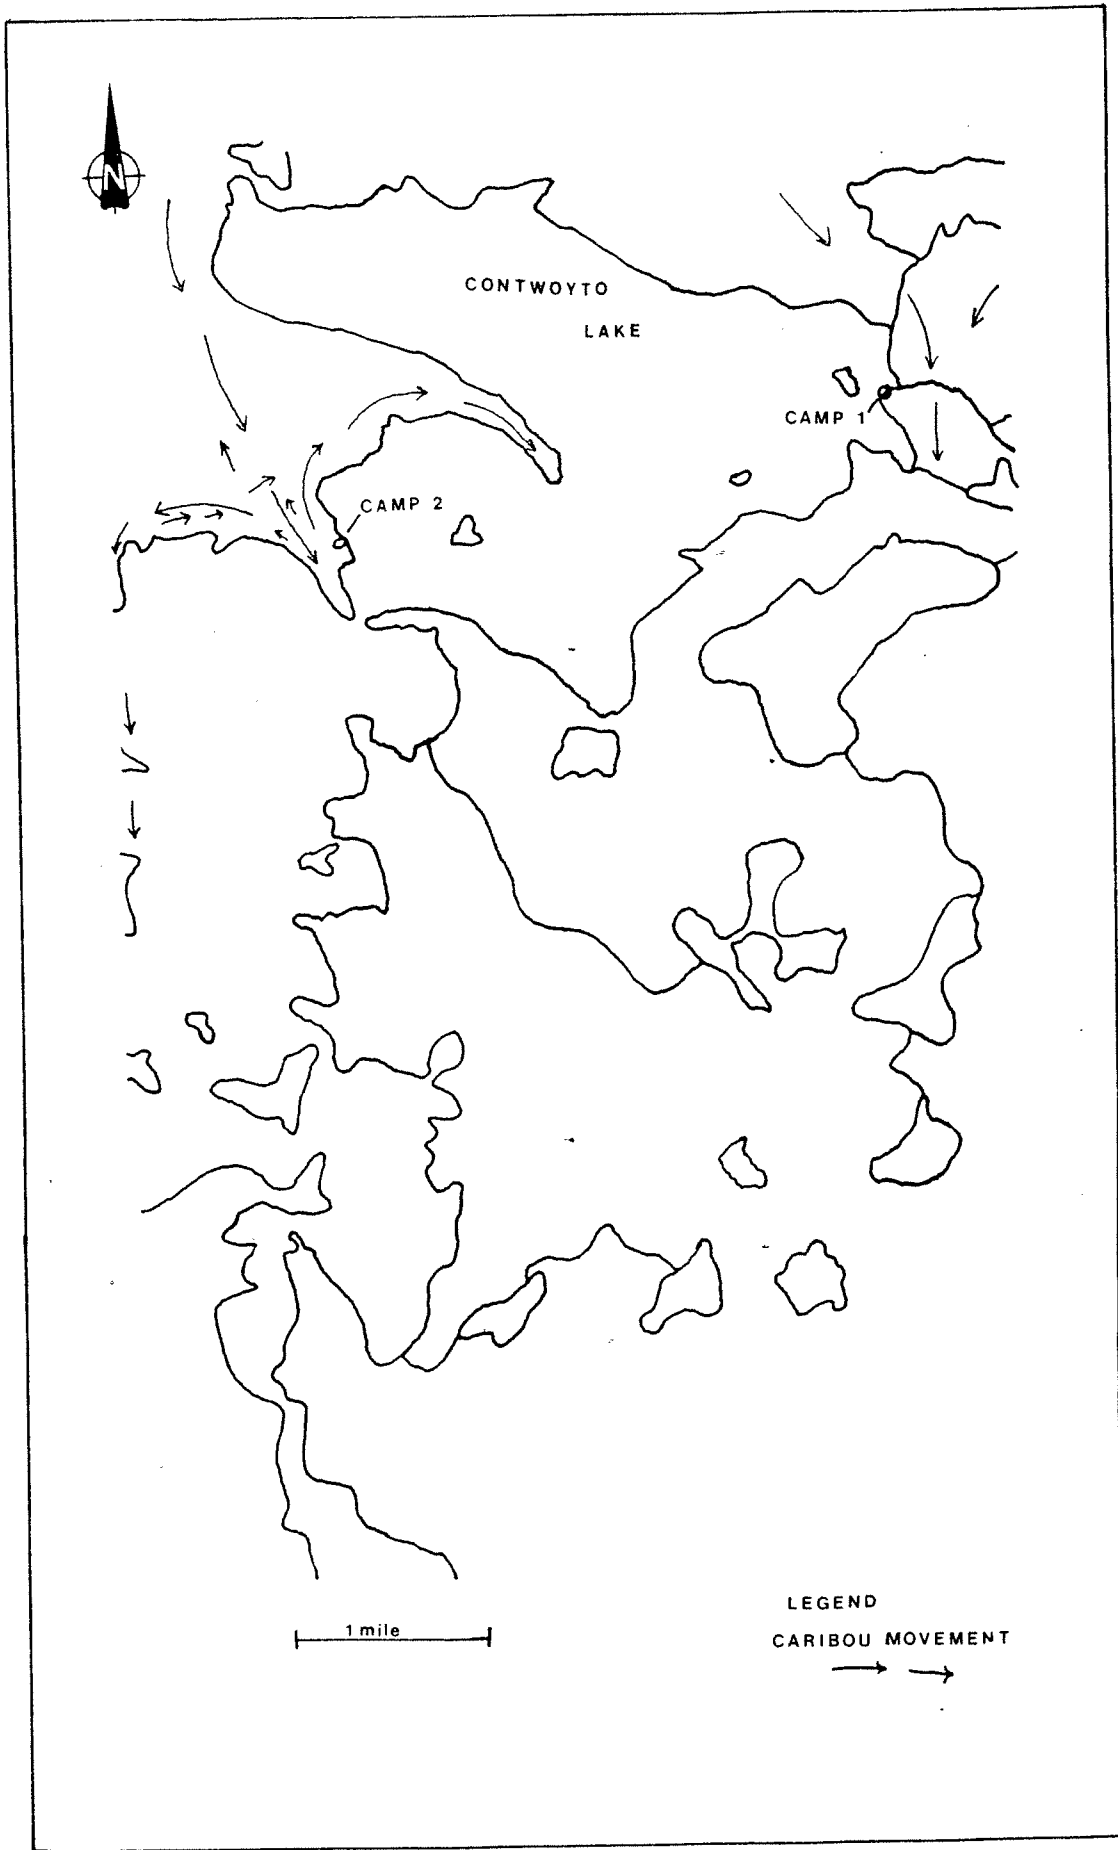 N
CONTWOYTO
LAKE
CAMP 1
CAMP 2
1 mile
LEGEND
CARIBOU MOVEMENT